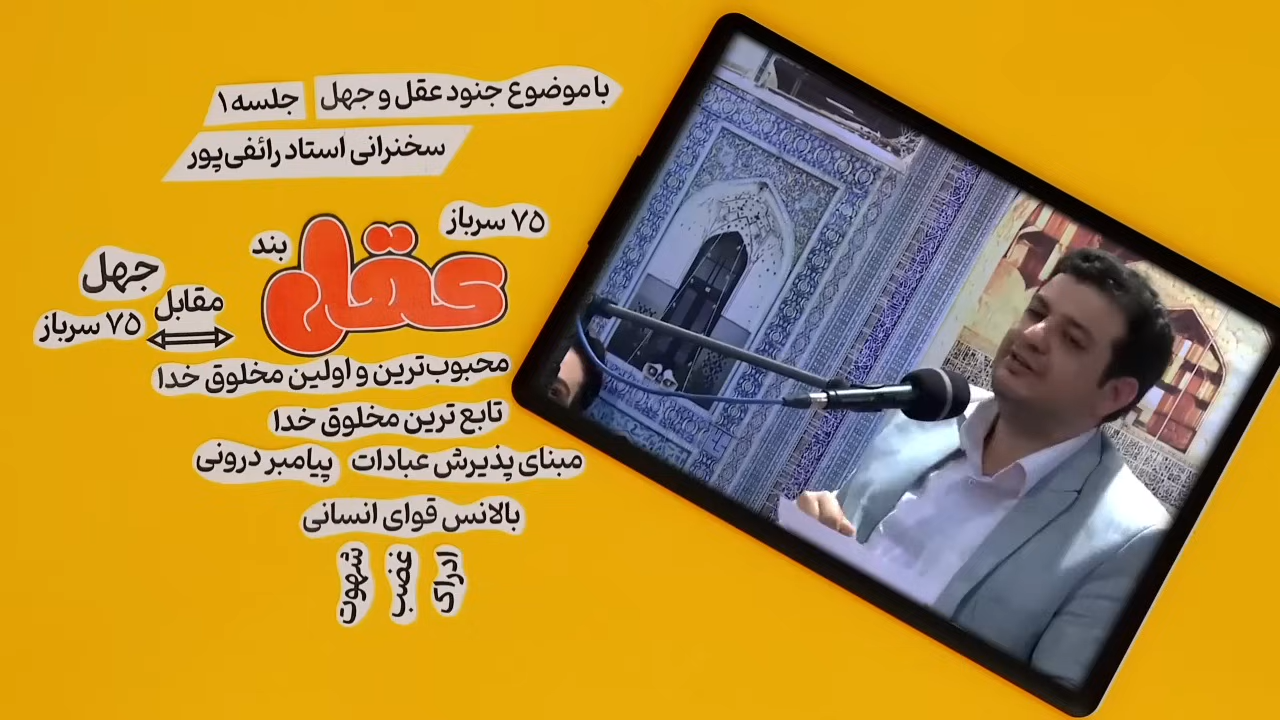 با موضوع جنود عقل و جهل جلسه ۱
سخنرانی استاد رائفی‌پور
۷۵ سرباز
عقل
بند
جهل
مقابل
۷۵ سرباز
محبوب‌ترین و اولین مخلوق خدا
تابع ترین مخلوق خدا
مبنای پذیرش عبادات پیامبر درونی
بالانس قوای انسانی
ادراک غضب شهوت